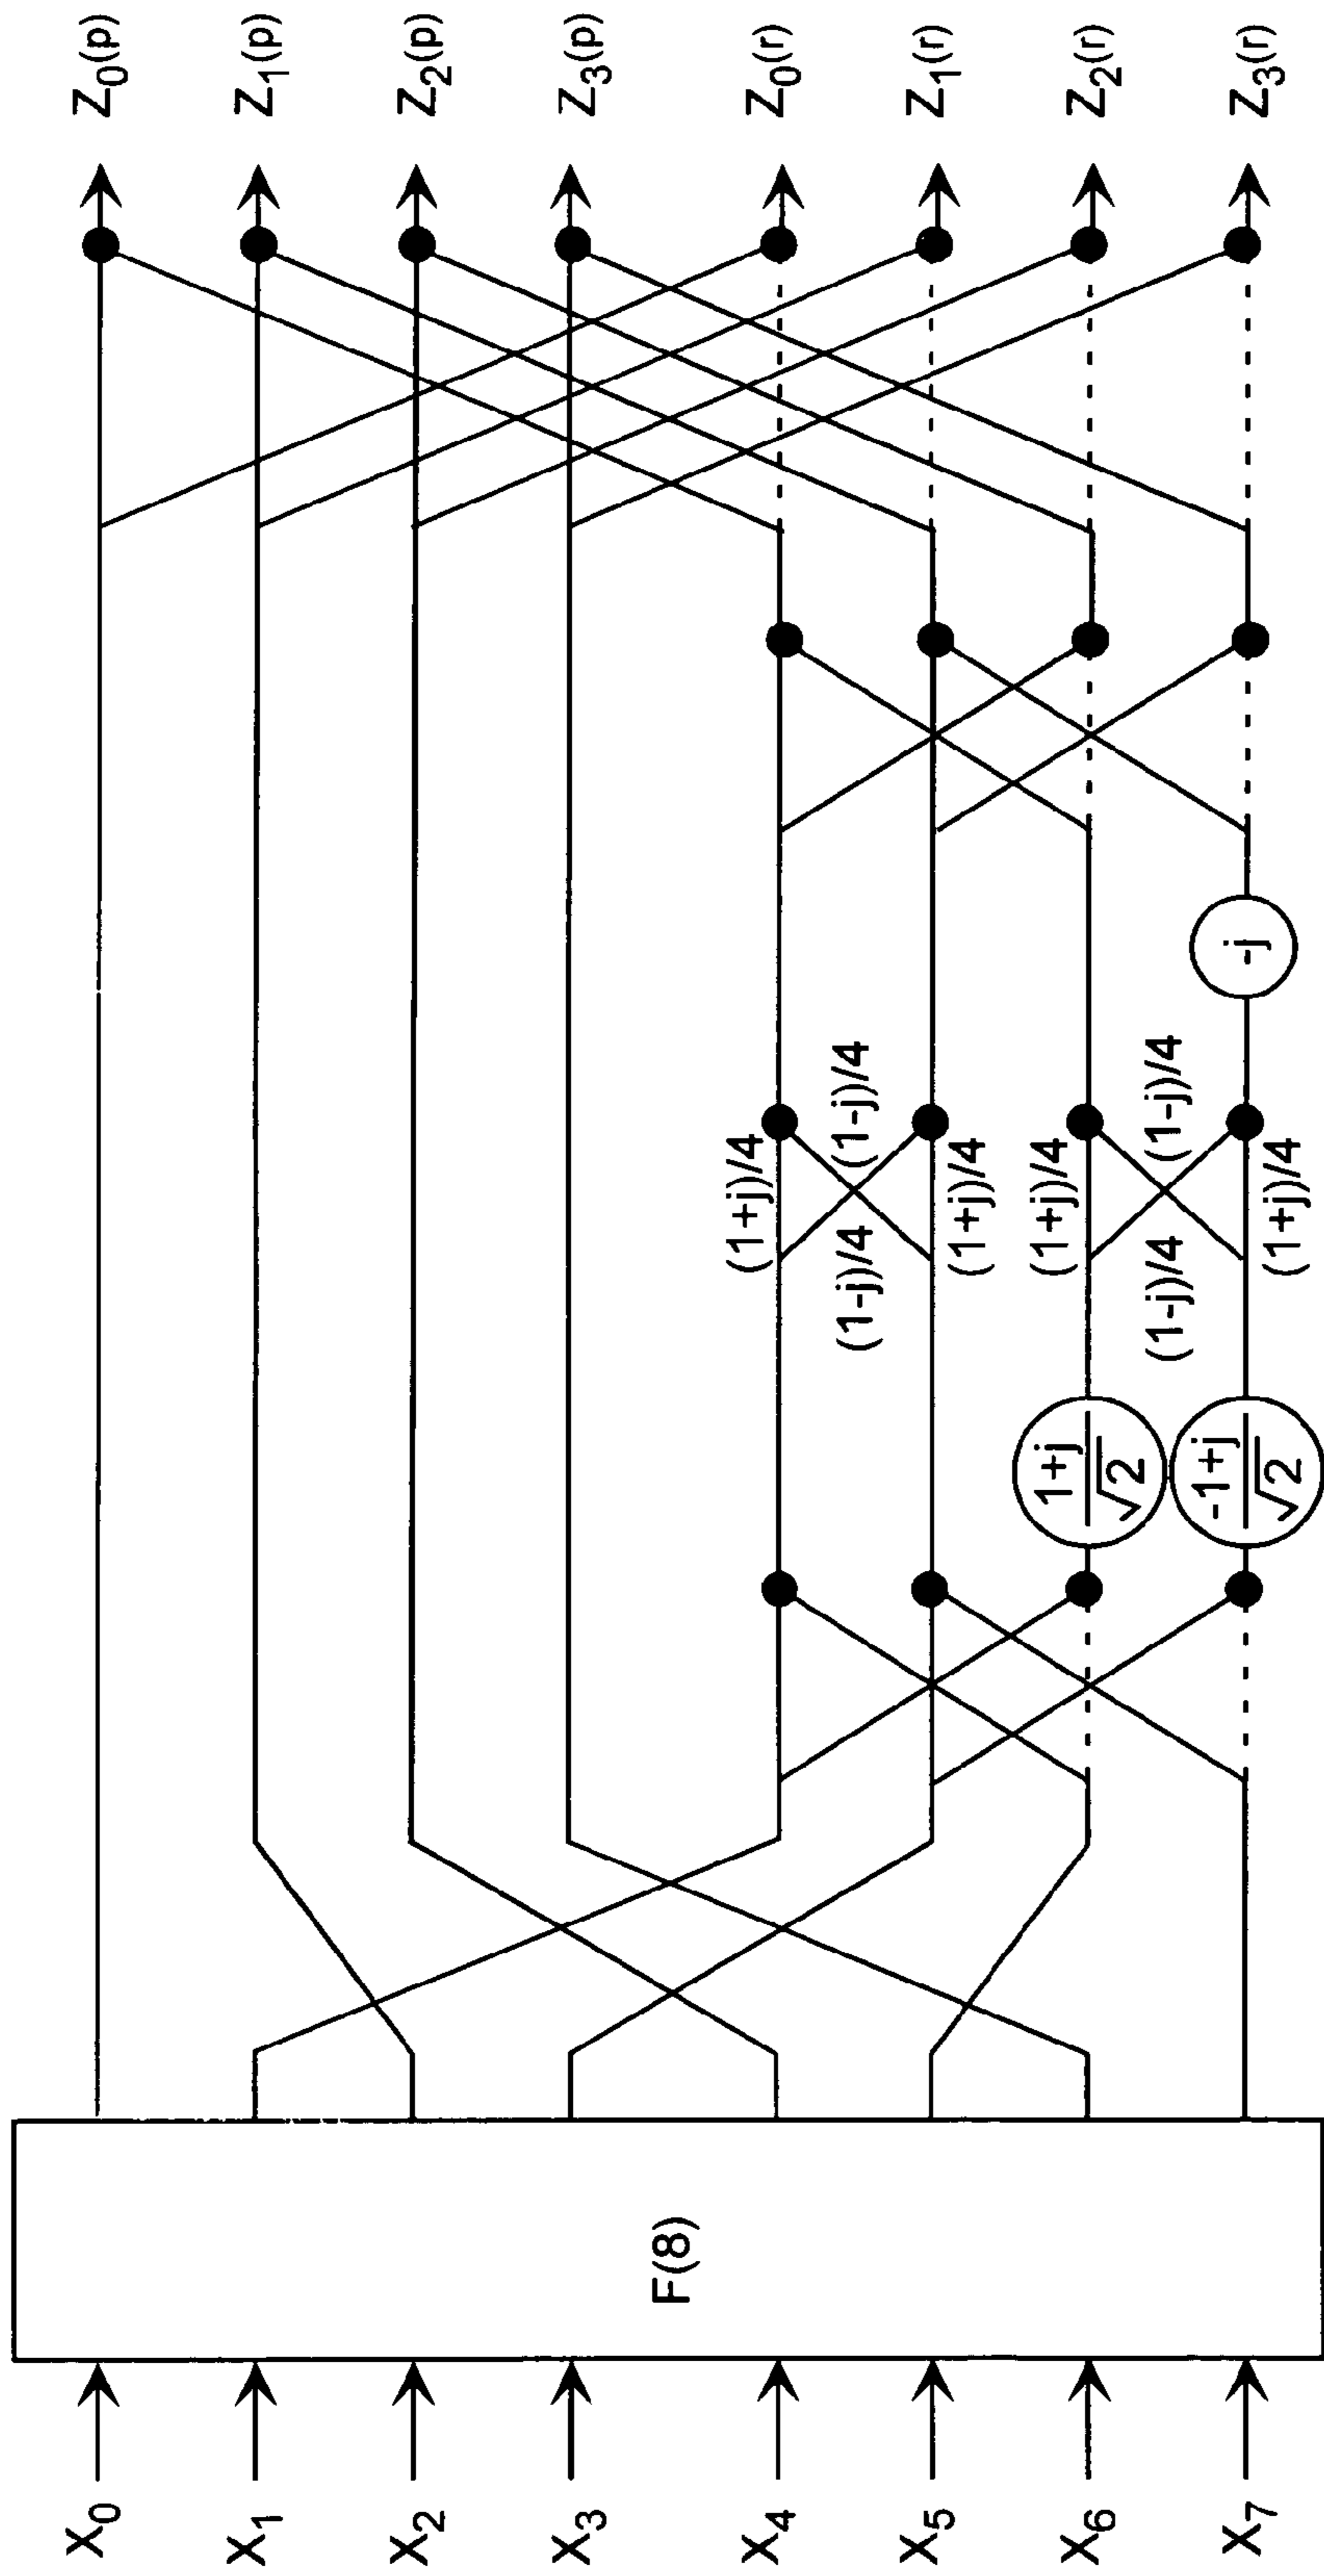 X₀
X₁
X₂
X₃
X₄
X₅
X₆
X₇
F(8)
1+j
√2
-1+j
√2
(1+j)/4
(1-j)/4
(1-j)/4
(1+j)/4
(1+j)/4
(1-j)/4
(1-j)/4
(1+j)/4
-j
Z₀(p)
Z₁(p)
Z₂(p)
Z₃(p)
Z₀(r)
Z₁(r)
Z₂(r)
Z₃(r)